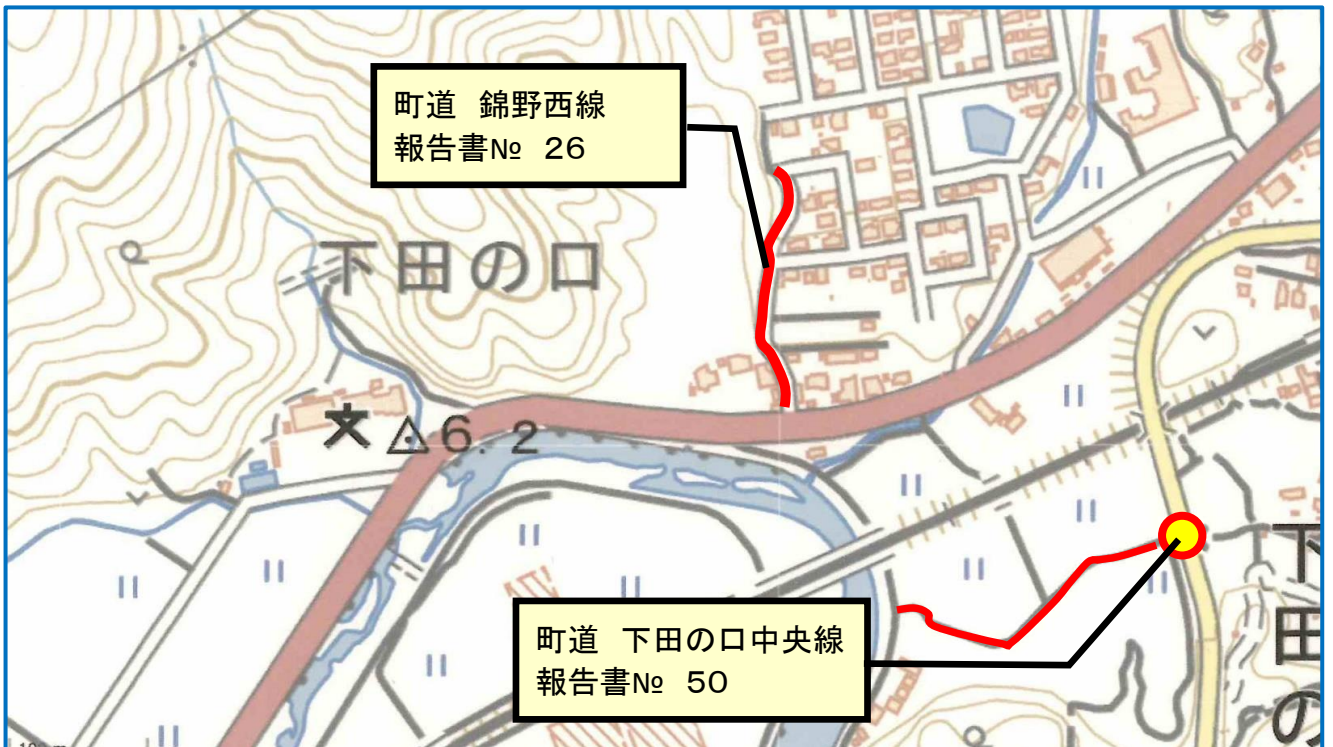 町道　錦野西線
報告書№　２６
下田の口
6.2
町道　下田の口中央線
報告書№　５０
下田の